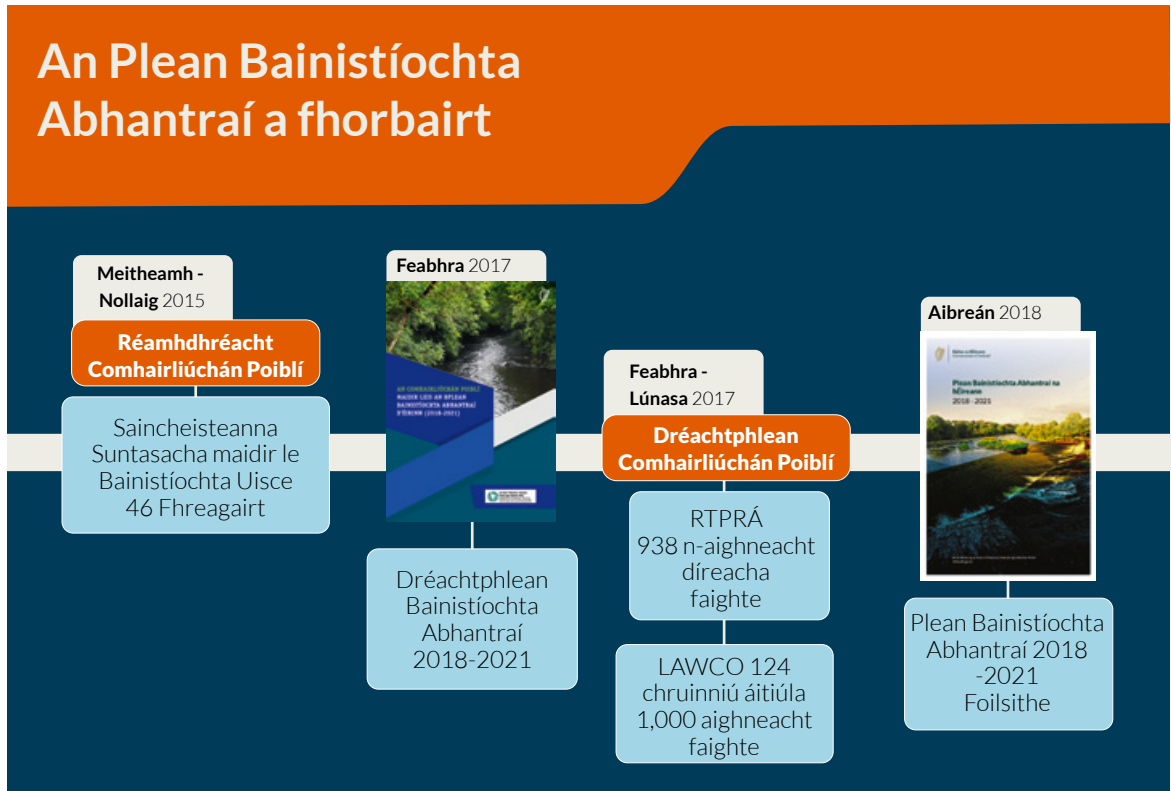 An Plean Bainistíochta
Abhantraí a fhorbairt
Meitheamh -
Nollaig 2015
Réamhdhréacht
Comhairliúchán Poiblí
Saincheisteanna
Suntasacha maidir le
Bainistíochta Uisce
46 Fhreagairt
Feabhra 2017
AN COMHAIRLIÚCHÁN POIBLÍ
MAIDIR LEIS AN BPLEAN
BAINISTÍOCHTA ABHANTRAÍ
D'ÉIRINN (2018-2021)
Dréachtphlean
Bainistíochta
Abhantraí
2018-2021
Feabhra -
Lúnasa 2017
Dréachtphlean
Comhairliúchán Poiblí
RTPRÁ
938 n-aighneacht
díreacha
faighte
LAWCO 124
chruinniú áitiúla
1,000 aighneacht
faighte
Aibreán 2018
Rialtas na hÉireann
Plean Bainistíochta Abhantraí na
hÉireann
2018 - 2021
Plean Bainistíochta
Abhantraí 2018
-2021
Foilsithe